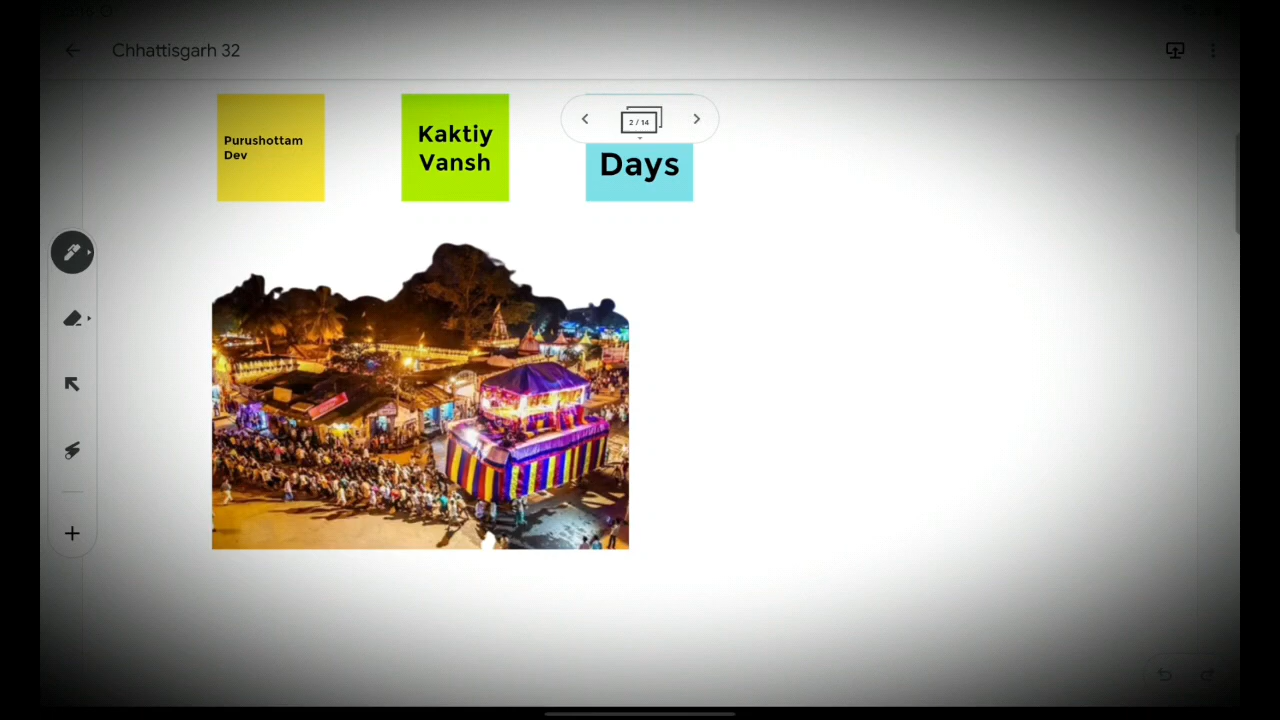 Chhattisgarh 32
Purushottam
Dev
Kaktiy
Vansh
2 / 14
Days